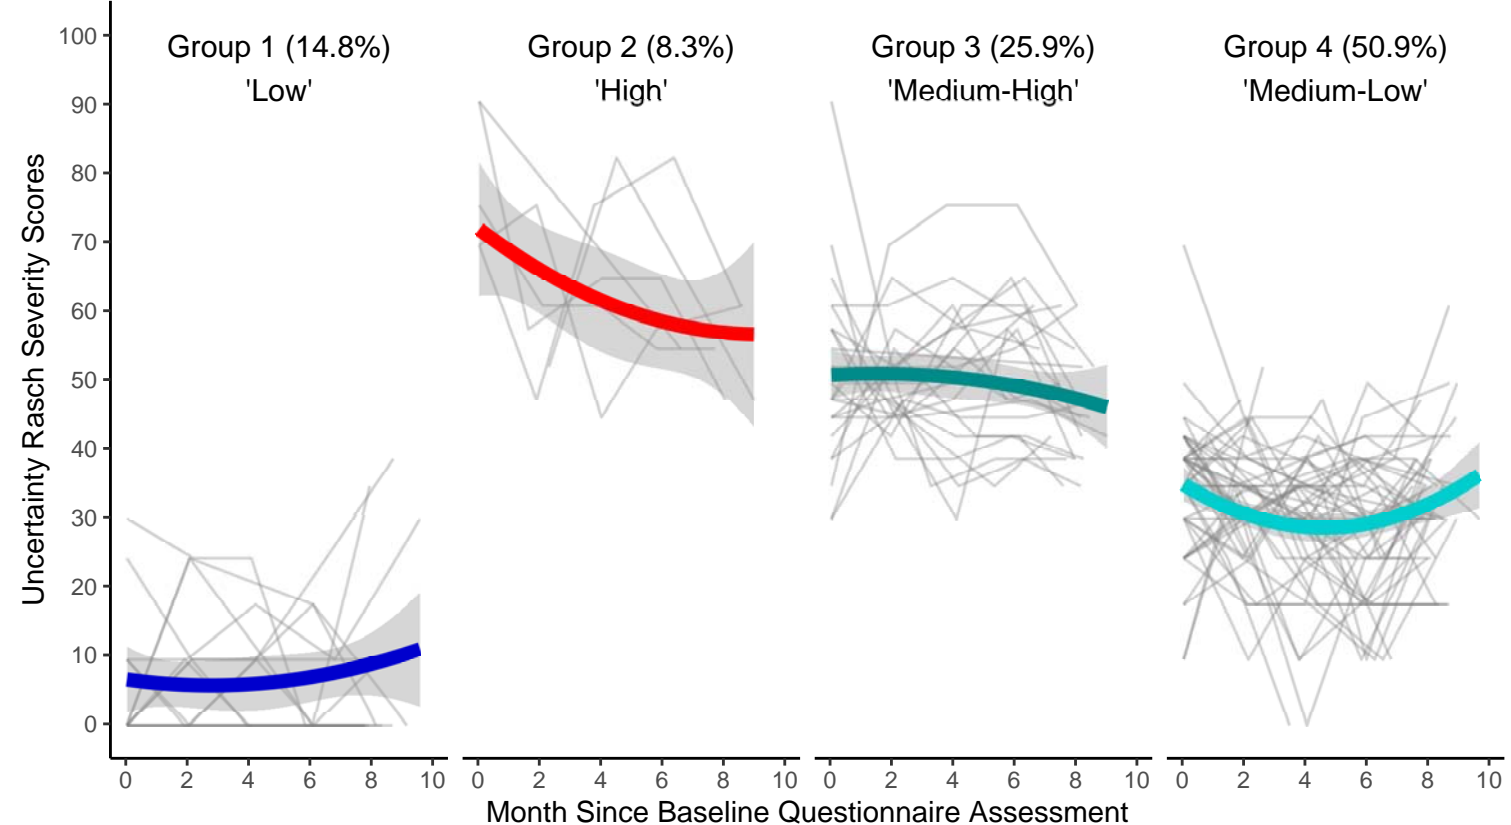 Group 1 (14.8%)
'Low'
Group 2 (8.3%)
'High'
Group 3 (25.9%)
'Medium-High'
Group 4 (50.9%)
'Medium-Low'
Uncertainty Rasch Severity Scores
100
90
80
70
60
50
40
30
20
10
0
0 2 4 6 8 10
0 2 4 6 8 10
0 2 4 6 8 10
0 2 4 6 8 10
Month Since Baseline Questionnaire Assessment